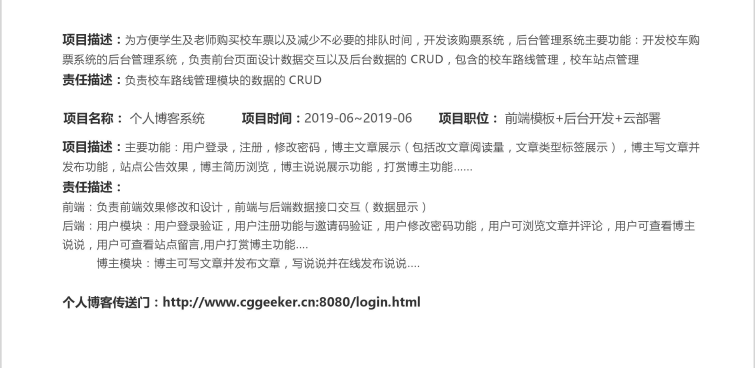 项目描述：为方便学生及老师购买校车票以及减少不必要的排队时间，开发该购票系统，后台管理系统主要功能：开发校车购
票系统的后台管理系统，负责前台页面设计数据交互以及后台数据的 CRUD，包含的校车路线管理，校车站点管理
责任描述：负责校车路线管理模块的数据的 CRUD
项目名称： 个人博客系统 项目时间：2019-06~2019-06 项目职位： 前端模板+后台开发+云部署
项目描述：主要功能：用户登录，注册，修改密码，博主文章展示（包括改文章阅读量，文章类型标签展示），博主写文章并
发布功能，站点公告效果，博主简历浏览，博主说说展示功能，打赏博主功能……
责任描述：
前端：负责前端效果修改和设计，前端与后端数据接口交互（数据显示）
后端：用户模块：用户登录验证，用户注册功能与邀请码验证，用户修改密码功能，用户可浏览文章并评论，用户可查看博主
说说，用户可查看站点留言,用户打赏博主功能....
博主模块：博主可写文章并发布文章，写说说并在线发布说说....
个人博客传送门：http://www.cggeeker.cn:8080/login.html